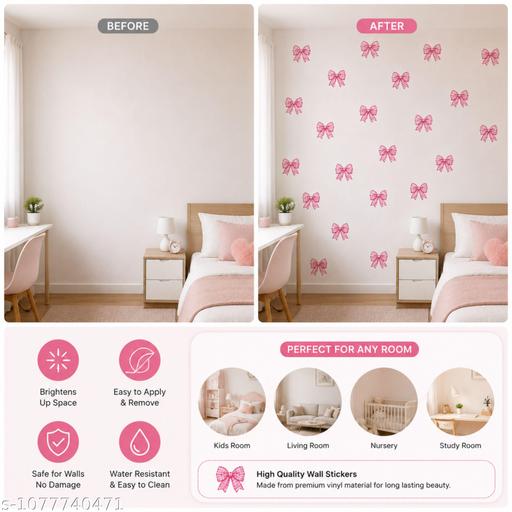 BEFORE
AFTER
Brightens
Up Space
Easy to Apply
& Remove
Safe for Walls
No Damage
Water Resistant
& Easy to Clean
PERFECT FOR ANY ROOM
Kids Room
Living Room
Nursery
Study Room
High Quality Wall Stickers
Made from premium vinyl material for long lasting beauty.
s-1077740471